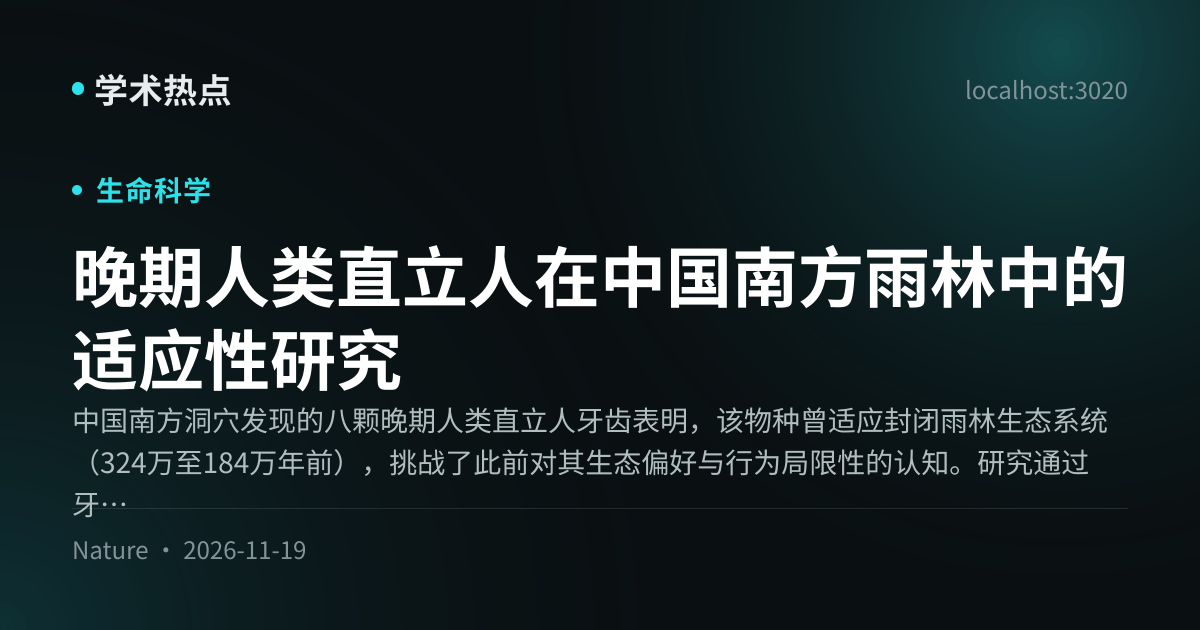 学术热点
localhost:3020
生命科学
晚期人类直立人在中国南方雨林中的
适应性研究
中国南方洞穴发现的八颗晚期人类直立人牙齿表明，该物种曾适应封闭雨林生态系统
（324万至184万年前），挑战了此前对其生态偏好与行为局限性的认知。研究通过
牙…
Nature • 2026-11-19